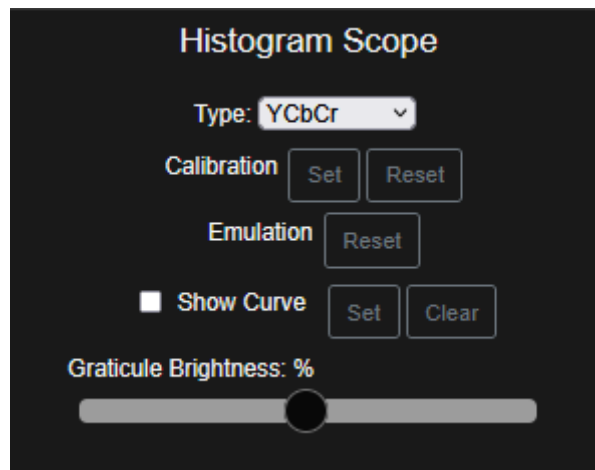 Histogram Scope
Type: YCbCr
Calibration Set Reset
Emulation Reset
Show Curve Set Clear
Graticule Brightness: %